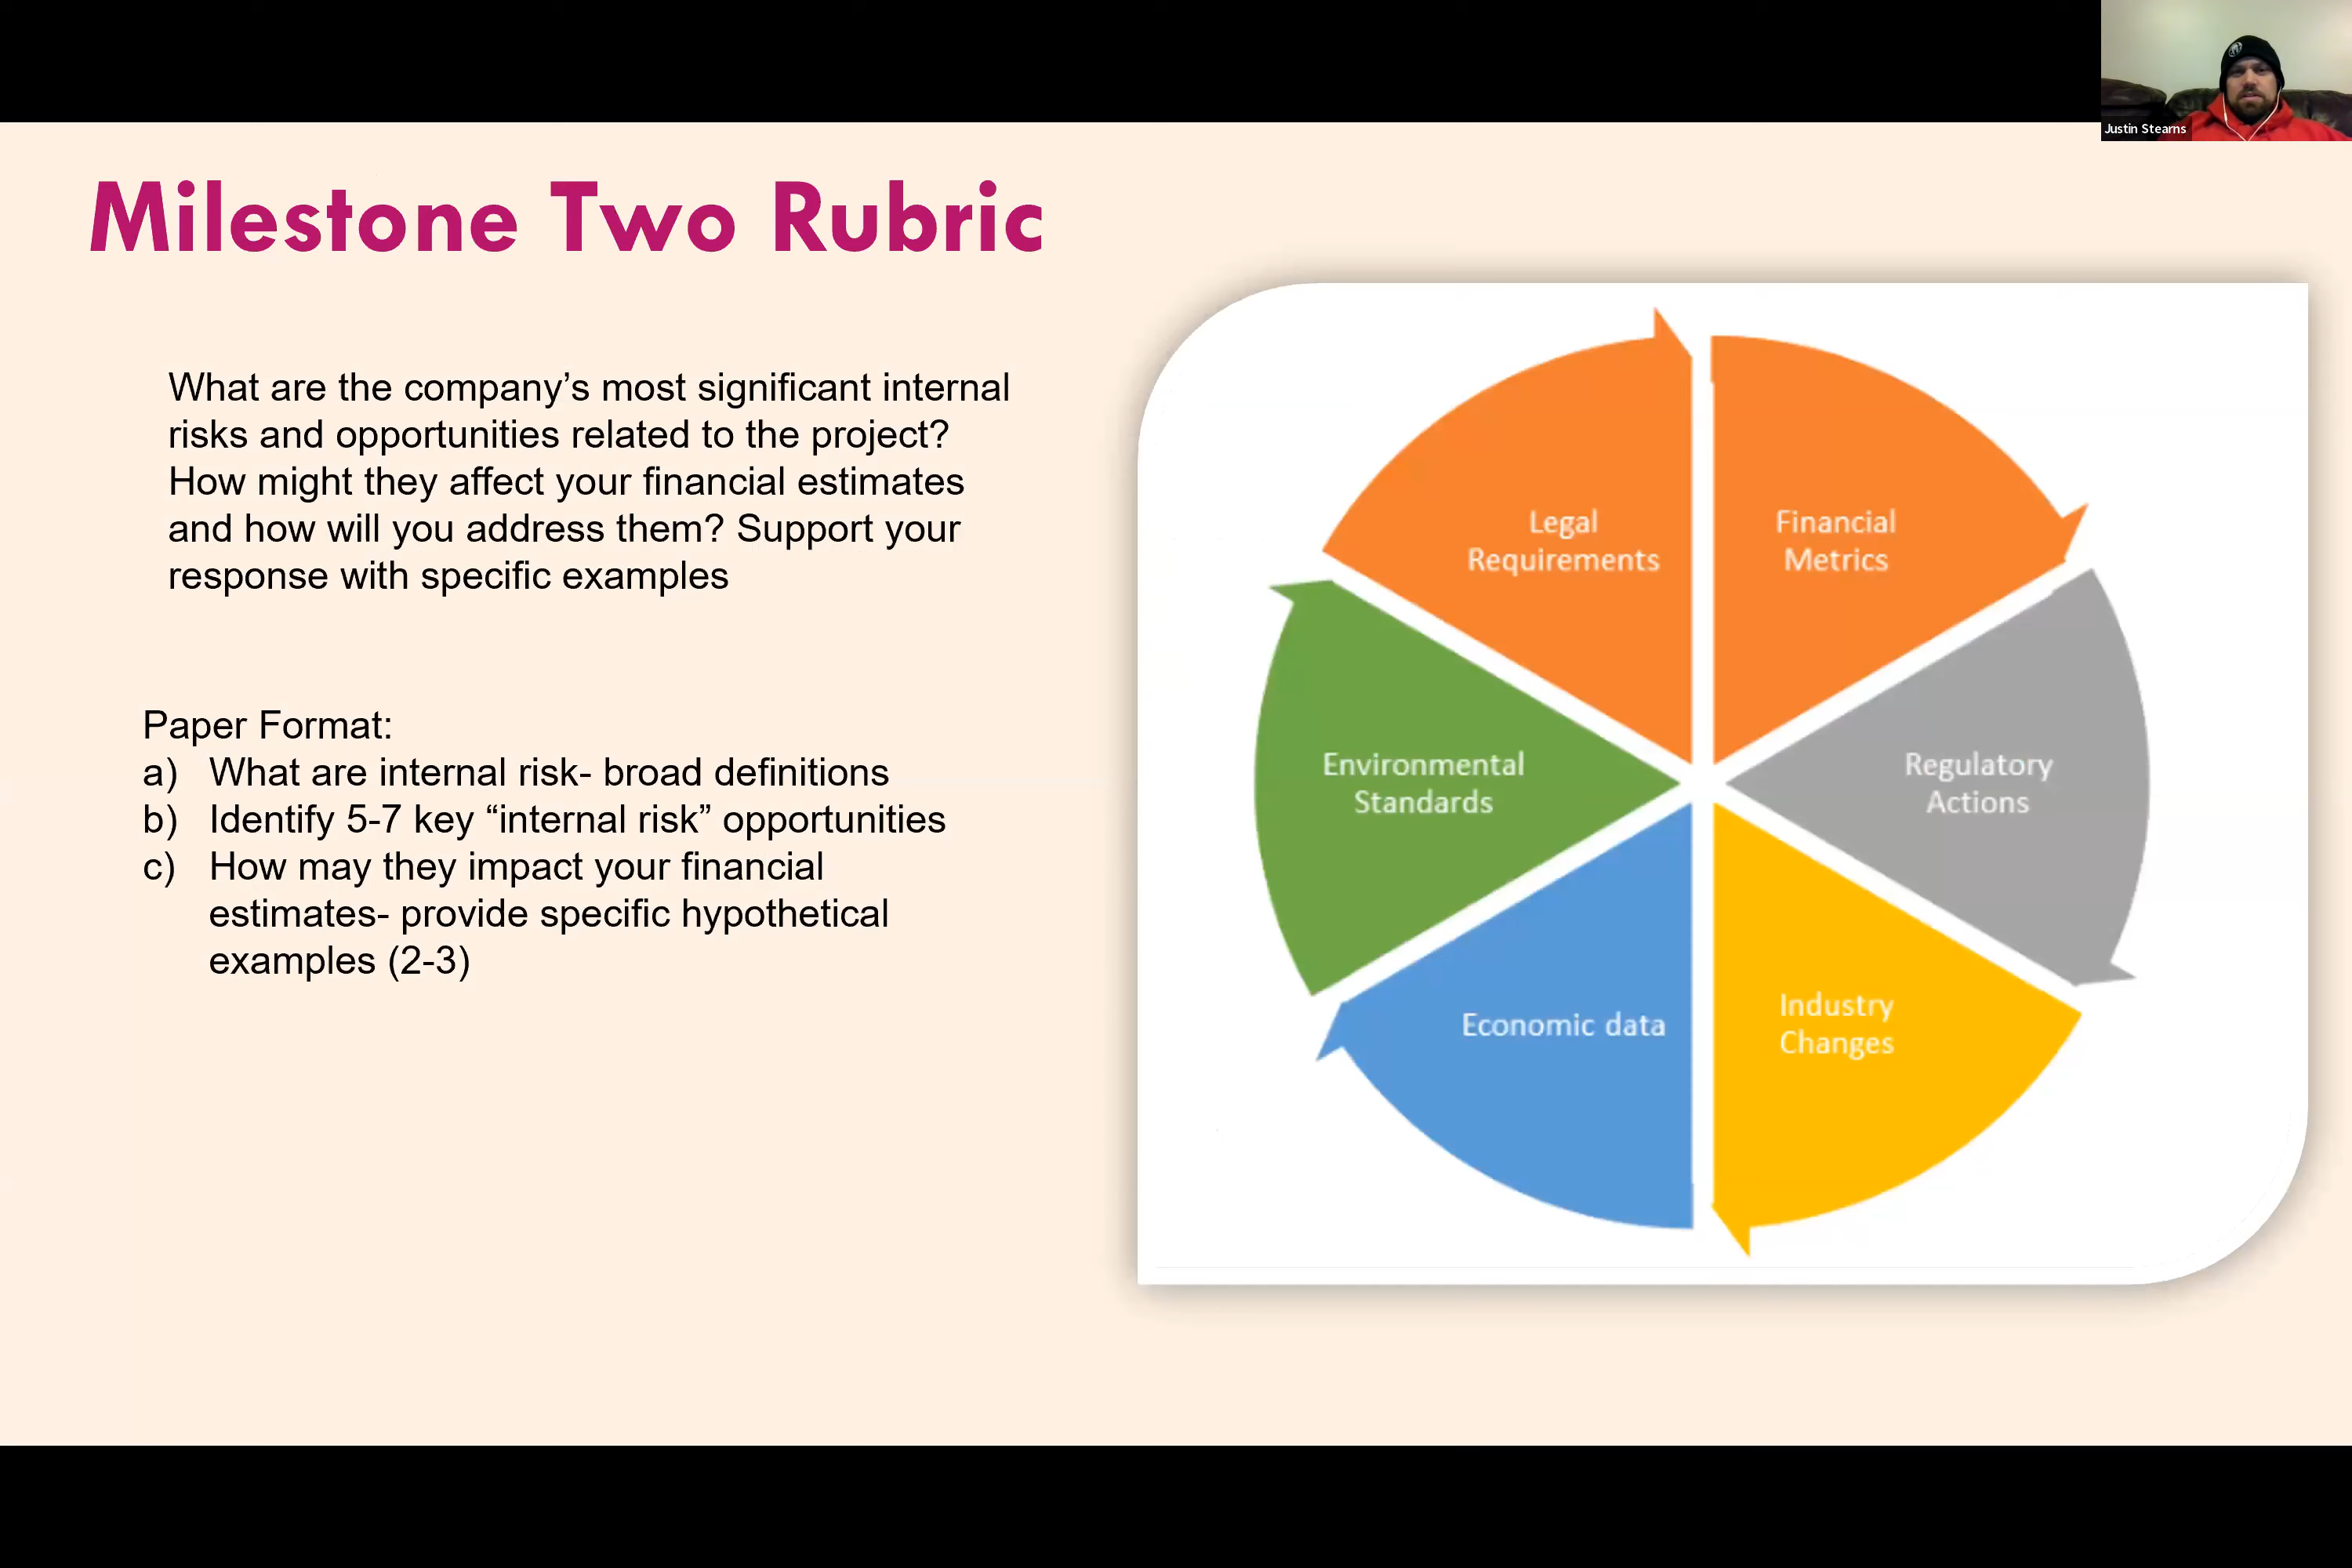 Justin Stearns
Milestone Two Rubric
What are the company’s most significant internal
risks and opportunities related to the project?
How might they affect your financial estimates
and how will you address them? Support your
response with specific examples
Paper Format:
a) What are internal risk- broad definitions
b) Identify 5-7 key “internal risk” opportunities
c) How may they impact your financial
estimates- provide specific hypothetical
examples (2-3)
Legal
Requirements
Financial
Metrics
Environmental
Standards
Regulatory
Actions
Economic data
Industry
Changes